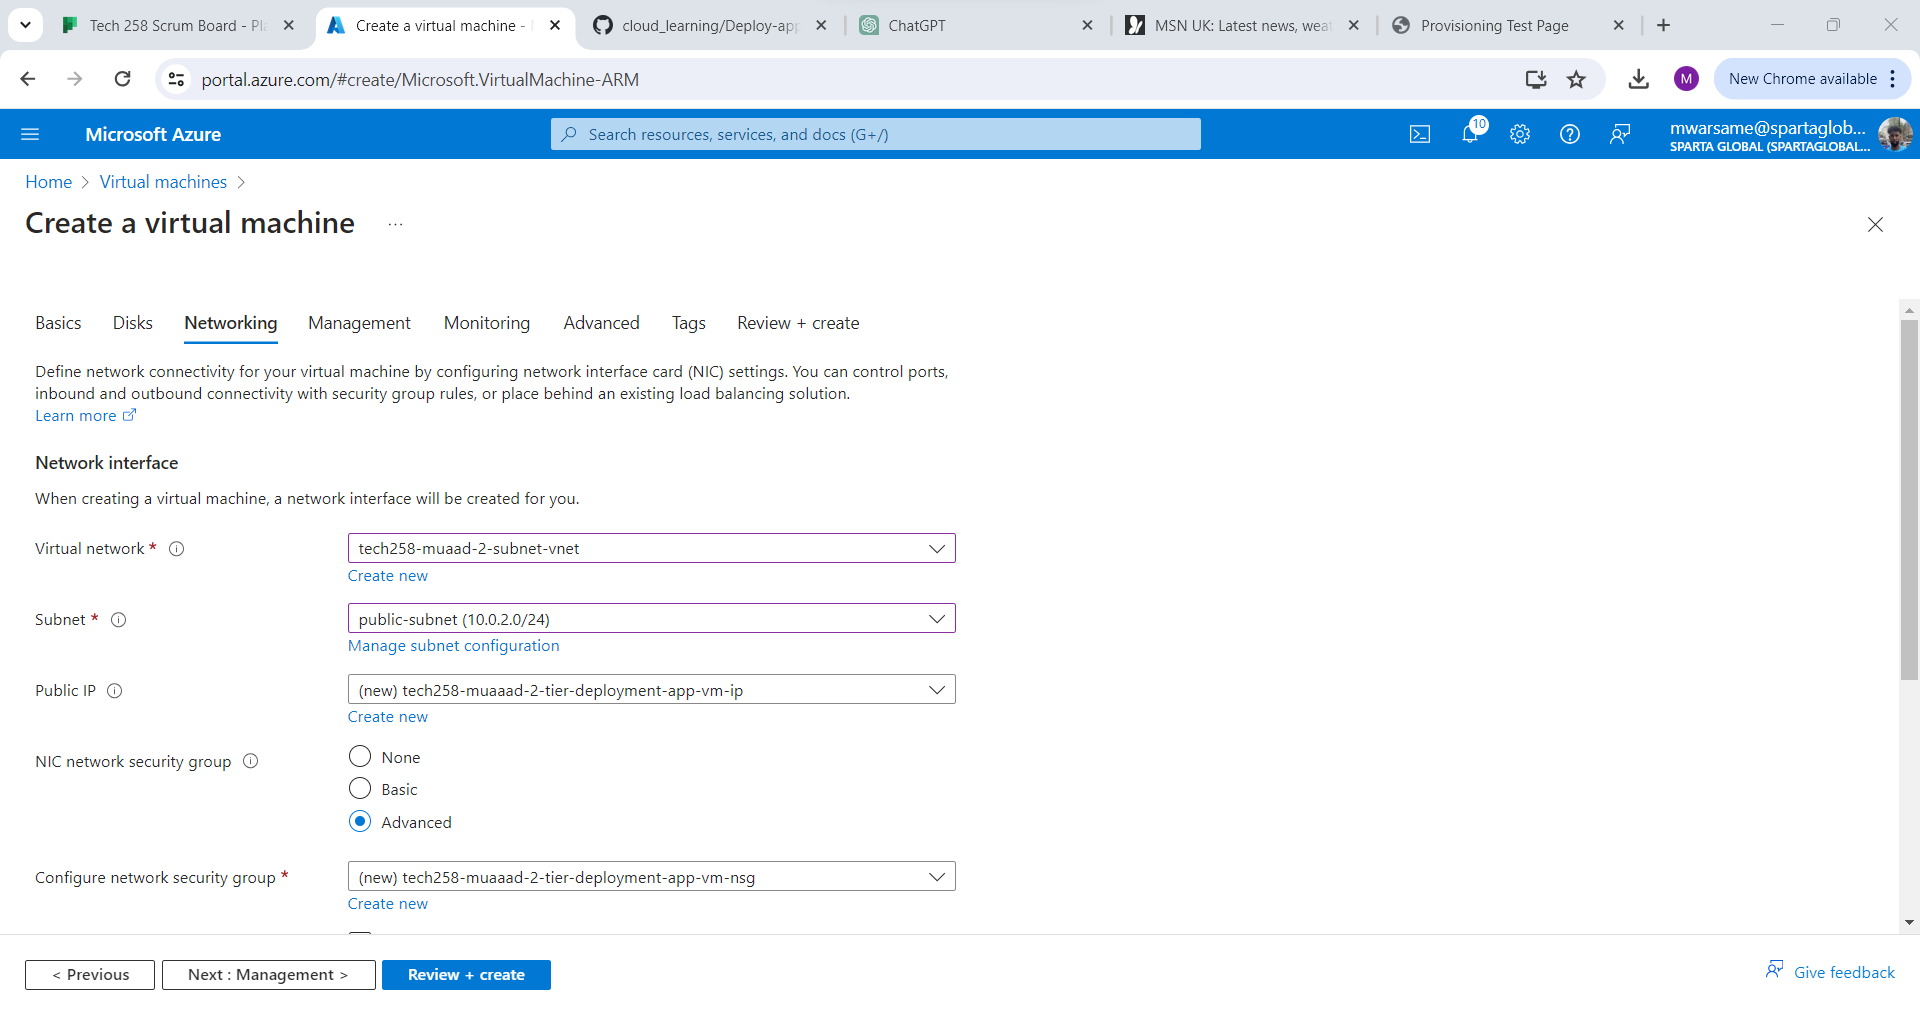 Tech 258 Scrum Board - Pla
Create a virtual machine -
cloud_learning/Deploy-app
ChatGPT
MSN UK: Latest news, weat
Provisioning Test Page
portal.azure.com/#create/Microsoft.VirtualMachine-ARM
M
New Chrome available
Microsoft Azure
Search resources, services, and docs (G+/)
10
mwarsame@spartaglob...
SPARTA GLOBAL (SPARTAGLOBAL...
Home > Virtual machines >
Create a virtual machine ...
Basics
Disks
Networking
Management
Monitoring
Advanced
Tags
Review + create
Define network connectivity for your virtual machine by configuring network interface card (NIC) settings. You can control ports,
inbound and outbound connectivity with security group rules, or place behind an existing load balancing solution.
Learn more
Network interface
When creating a virtual machine, a network interface will be created for you.
Virtual network *
tech258-muaad-2-subnet-vnet
Create new
Subnet *
public-subnet (10.0.2.0/24)
Manage subnet configuration
Public IP
(new) tech258-muaaad-2-tier-deployment-app-vm-ip
Create new
NIC network security group
None
Basic
Advanced
Configure network security group *
(new) tech258-muaaad-2-tier-deployment-app-vm-nsg
Create new
< Previous
Next : Management >
Review + create
Give feedback